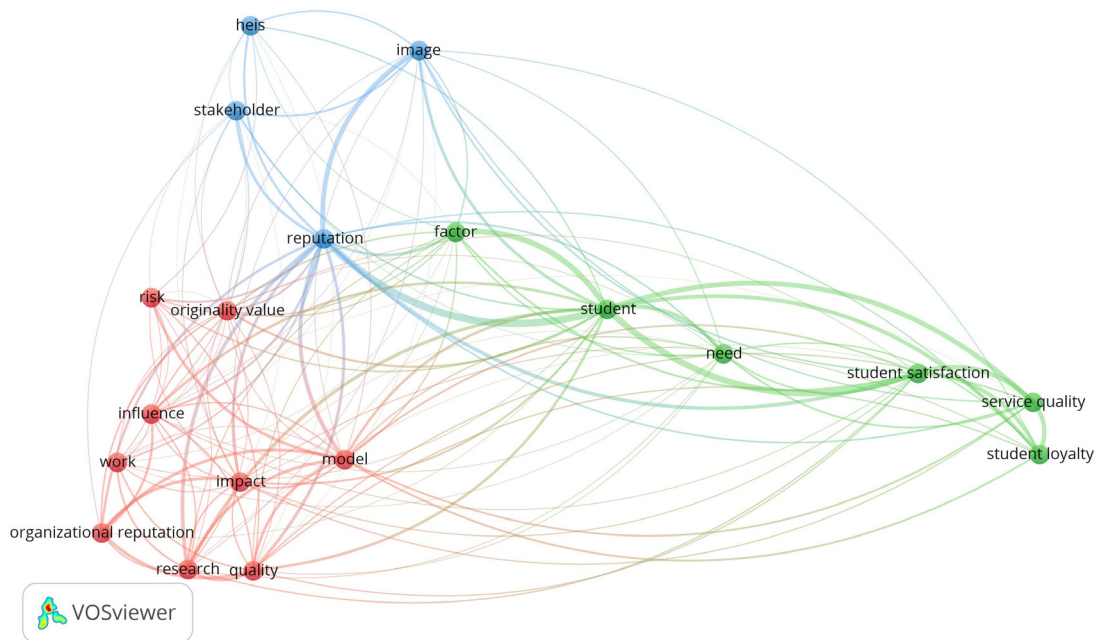 heis
image
stakeholder
reputation
factor
risk
originality value
student
need
student satisfaction
service quality
influence
student loyalty
work
model
impact
organizational reputation
research
quality
VOSviewer